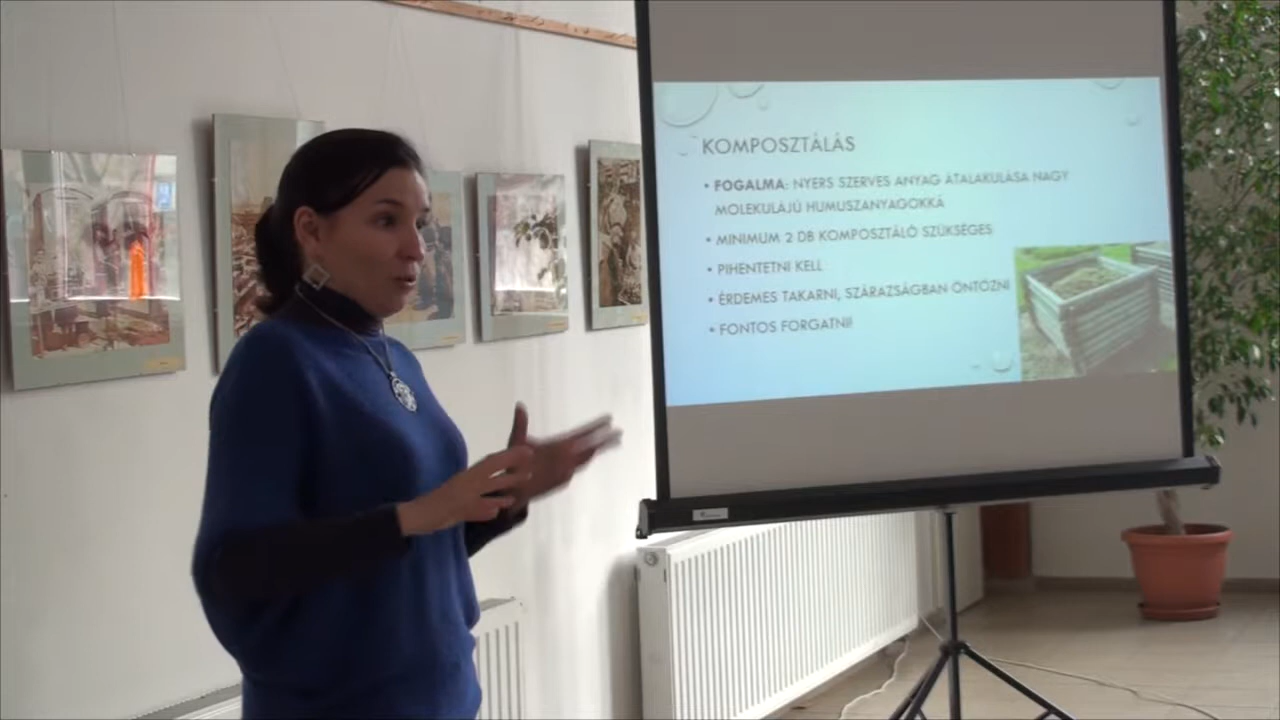 KOMPOSZTÁLÁS
• FOGALMA: NYERS SZERVES ANYAG ÁTALAKULÁSA NAGY
MOLEKULÁJÚ HUMUSZANYAGOKKÁ
• MINIMUM 2 DB KOMPOSZTÁLÓ SZÜKSÉGES
• PIHENTETNI KELL
• ÉRDEMES TAKARNI, SZÁRAZSÁGBAN ÖNTÖZNI
• FONTOS FORGATNI!